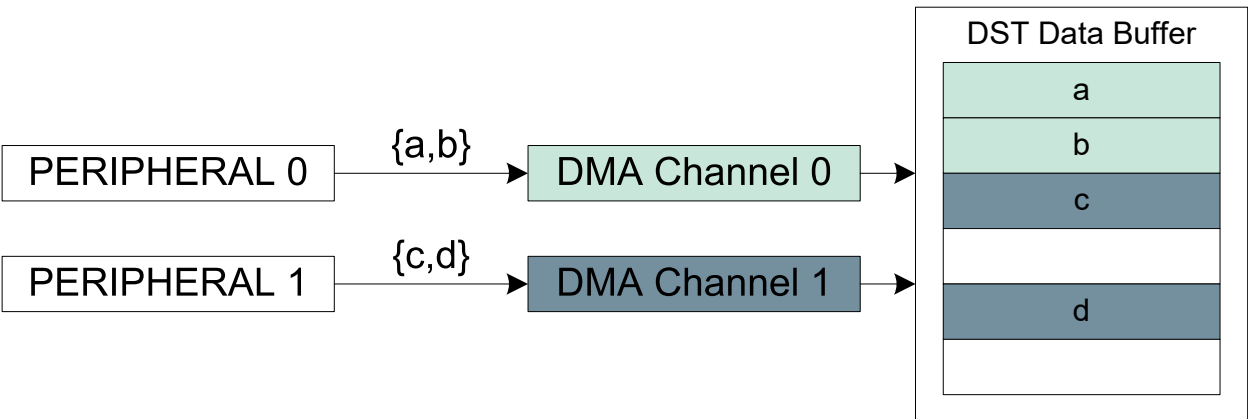 DST Data Buffer
a
b
c
d
PERIPHERAL 0
{a,b}
DMA Channel 0
PERIPHERAL 1
{c,d}
DMA Channel 1